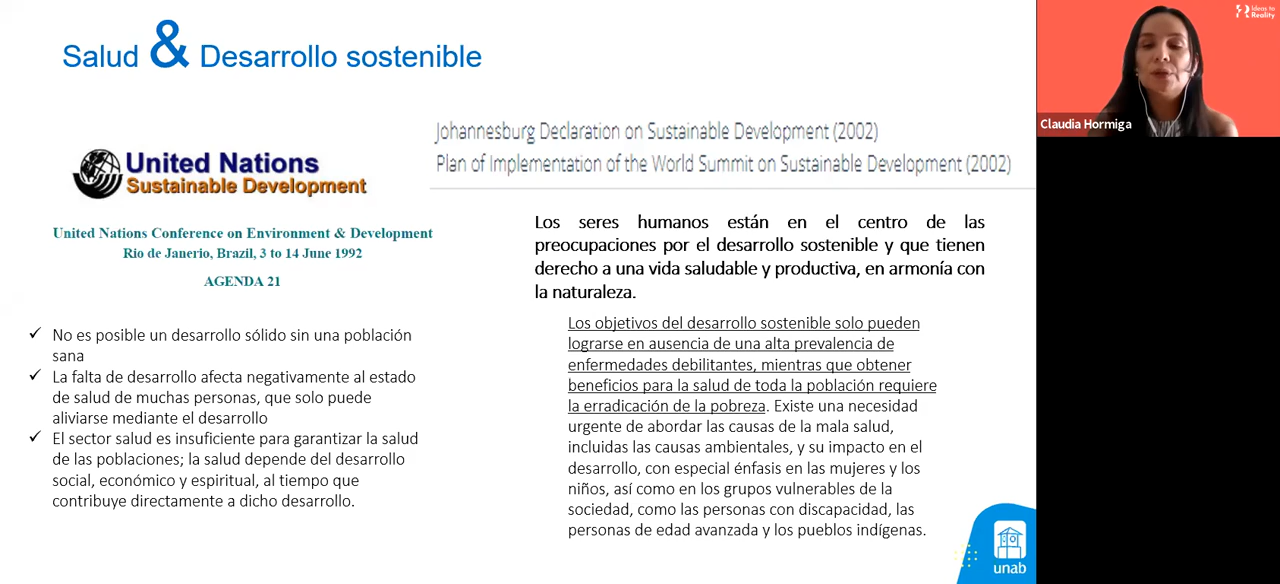 Salud & Desarrollo sostenible
United Nations
Sustainable Development
United Nations Conference on Environment & Development
Rio de Janerio, Brazil, 3 to 14 June 1992
AGENDA 21
✓ No es posible un desarrollo sólido sin una población
sana
✓ La falta de desarrollo afecta negativamente al estado
de salud de muchas personas, que solo puede
aliviarse mediante el desarrollo
✓ El sector salud es insuficiente para garantizar la salud
de las poblaciones; la salud depende del desarrollo
social, económico y espiritual, al tiempo que
contribuye directamente a dicho desarrollo.
Johannesburg Declaration on Sustainable Development (2002)
Plan of Implementation of the World Summit on Sustainable Development (2002)
Los seres humanos están en el centro de las
preocupaciones por el desarrollo sostenible y que tienen
derecho a una vida saludable y productiva, en armonía con
la naturaleza.
Los objetivos del desarrollo sostenible solo pueden
lograrse en ausencia de una alta prevalencia de
enfermedades debilitantes, mientras que obtener
beneficios para la salud de toda la población requiere
la erradicación de la pobreza. Existe una necesidad
urgente de abordar las causas de la mala salud,
incluidas las causas ambientales, y su impacto en el
desarrollo, con especial énfasis en las mujeres y los
niños, así como en los grupos vulnerables de la
sociedad, como las personas con discapacidad, las
personas de edad avanzada y los pueblos indígenas.
unab
Ideas to
Reality
Claudia Hormiga